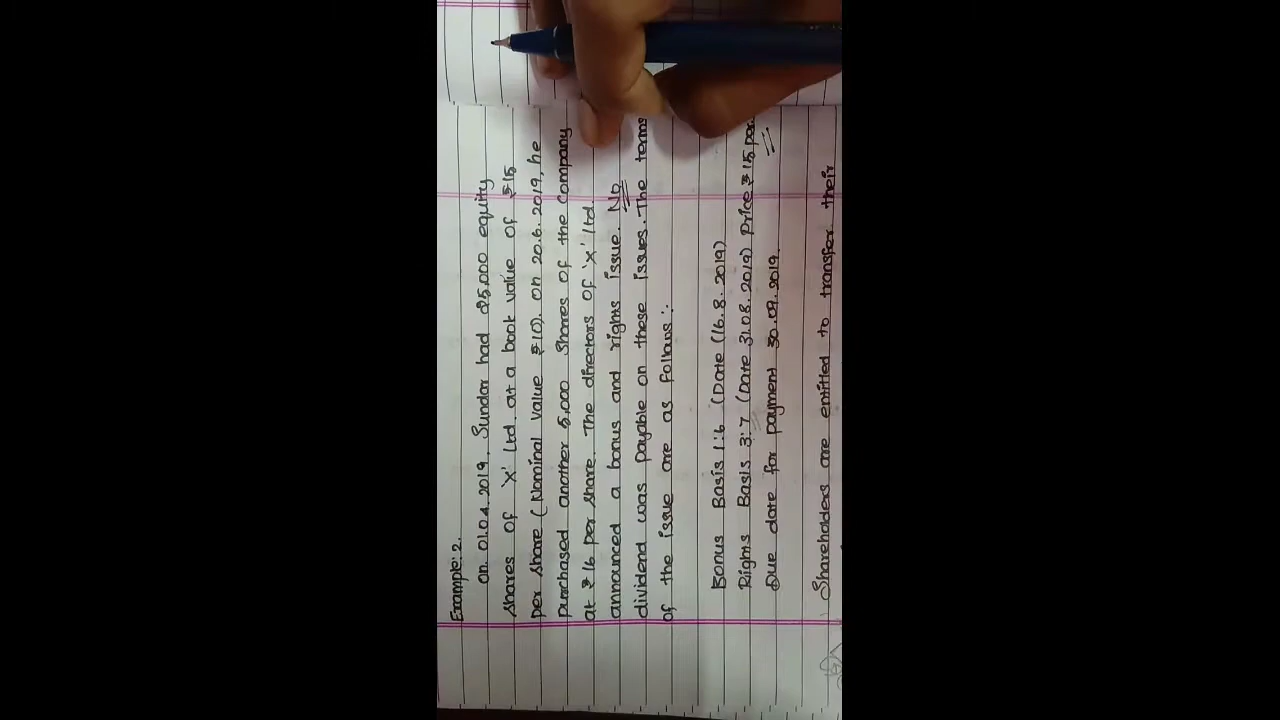 Example: 2.
On 01.04.2019, Sundar had 25,000 equity
shares of 'X' Ltd. at a book value of ₹15
per share (Nominal value ₹10). On 20.6.2019, he
purchased another 5,000 shares of the company
at ₹16 per share. The directors of 'X' Ltd.
announced a bonus and rights issue. No
dividend was payable on these issues. The terms
of the issue are as follows:.
Bonus Basis 1:6 (Date 16.8.2019)
Rights Basis 3:7 (Date 31.08.2019) Price ₹15 per
Due date for payment 30.09.2019.
Shareholders are entitled to transfer their